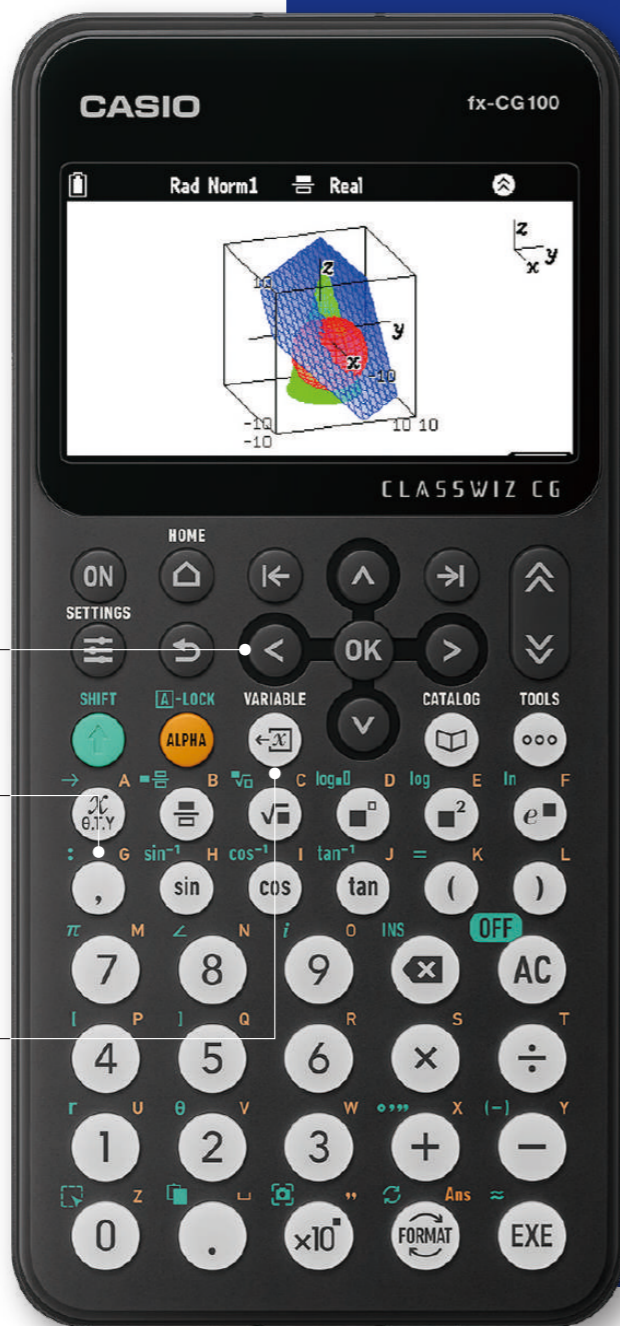 CASIO fx-CG100
Rad Norm1 Real
z
z y
x
10
y
x
-10
-10 10 10
-10
CLASSWIZ CG
HOME
ON
SETTINGS
OK
SHIFT A-LOCK VARIABLE CATALOG TOOLS
ALPHA x
→ A B √ C log D log E ln F
x
θ,T,Y √ ■ ■² e■
: G sin⁻¹ H cos⁻¹ I tan⁻¹ J = K L
, sin cos tan ( )
π M ∠ N i O INS OFF
7 8 9 AC
[ P ] Q R S T
4 5 6 × ÷
r U θ V W °,,, X (-) Y
1 2 3 + −
Z ␣ ,, Ans ≈
0 . ×10■ FORMAT EXE